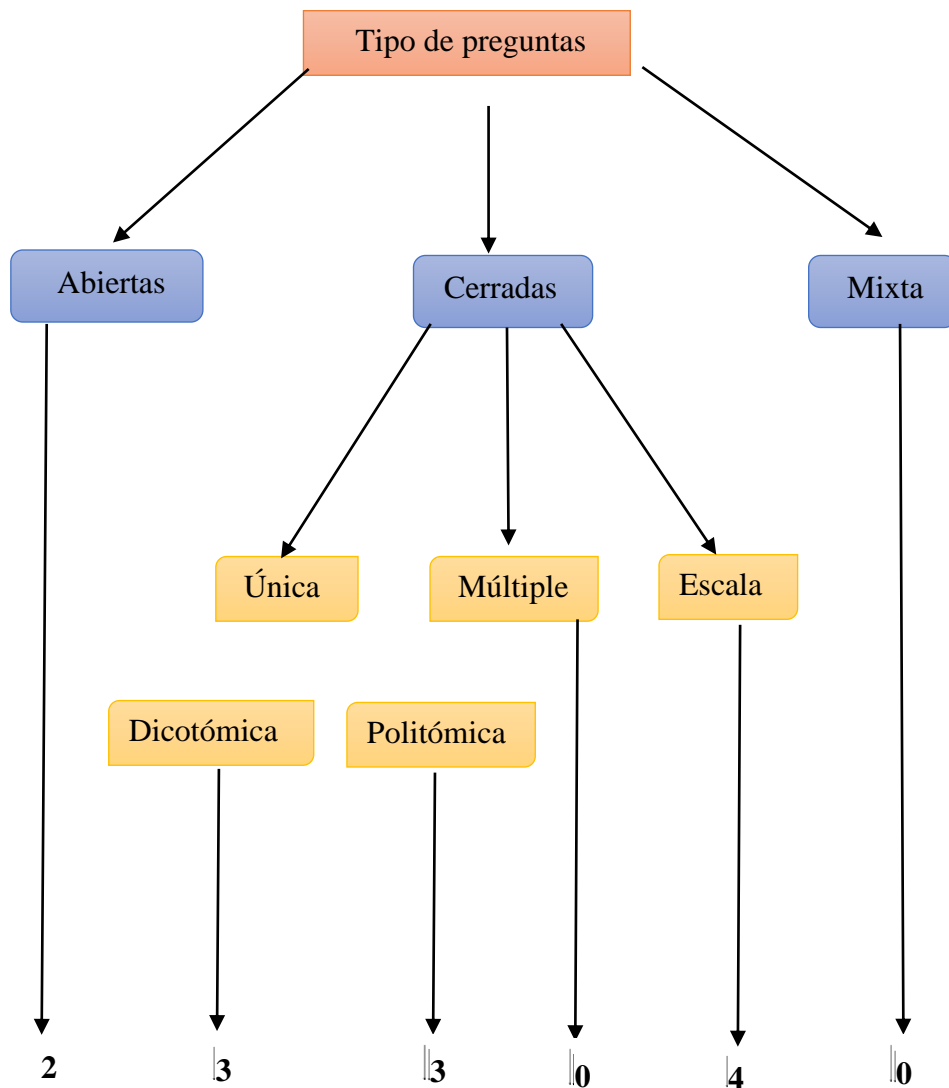 Tipo de preguntas
Abiertas
Cerradas
Mixta
Única
Múltiple
Escala
Dicotómica
Politómica
2
3
3
0
4
0